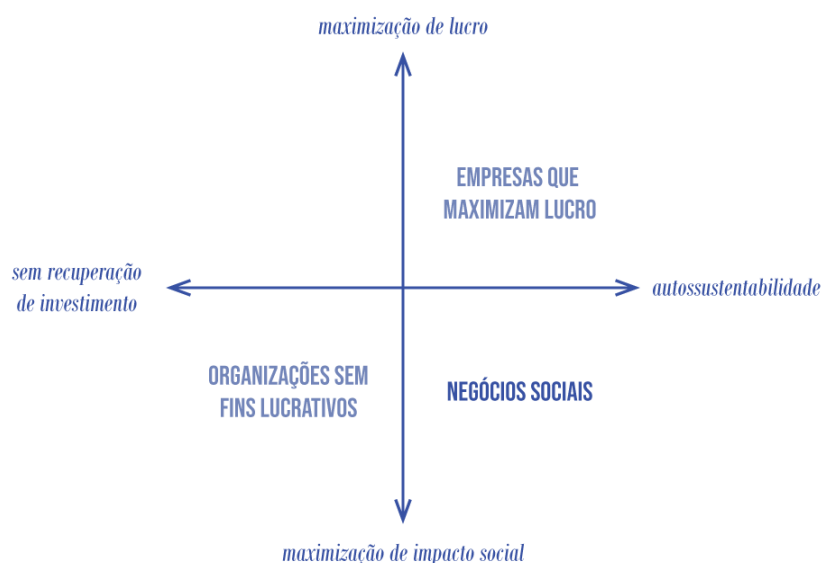 maximização de lucro
EMPRESAS QUE
MAXIMIZAM LUCRO
sem recuperação
de investimento
autossustentabilidade
ORGANIZAÇÕES SEM
FINS LUCRATIVOS
NEGÓCIOS SOCIAIS
maximização de impacto social